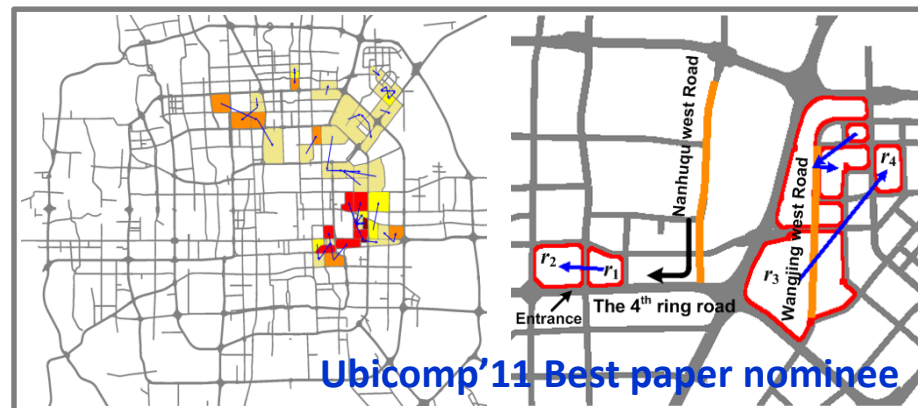 Nanhuqu west Road
Wangjing west Road
r4
r3
r2
r1
Entrance
The 4th ring road
Ubicomp'11 Best paper nominee